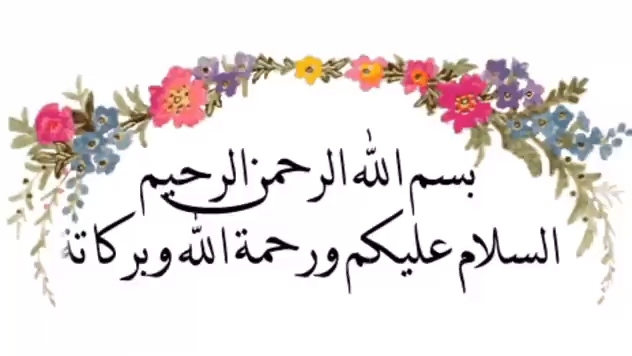 بسم الله الرحمن الرحيم
السلام عليكم ورحمة الله وبركاته